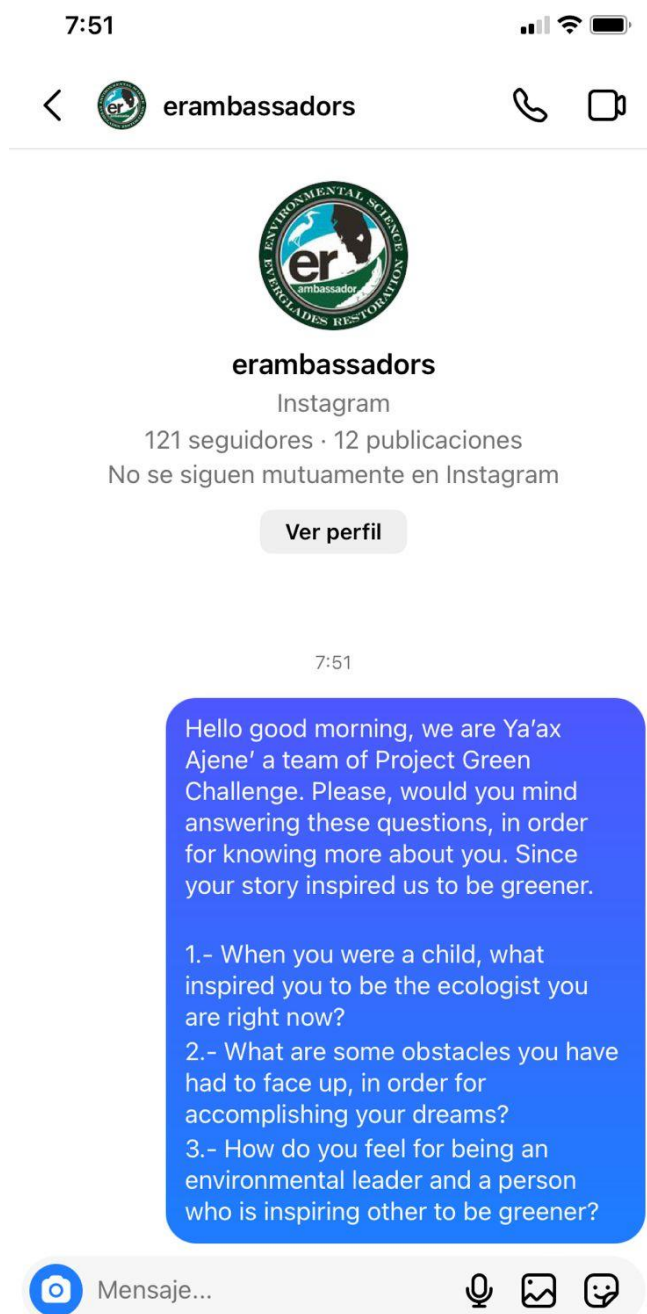 7:51
erambassadors
ENVIRONMENTAL SCIENCE
er
ambassador
EVERGLADES RESTORATION
erambassadors
Instagram
121 seguidores · 12 publicaciones
No se siguen mutuamente en Instagram
Ver perfil
7:51
Hello good morning, we are Ya’ax
Ajene’ a team of Project Green
Challenge. Please, would you mind
answering these questions, in order
for knowing more about you. Since
your story inspired us to be greener.
1.- When you were a child, what
inspired you to be the ecologist you
are right now?
2.- What are some obstacles you have
had to face up, in order for
accomplishing your dreams?
3.- How do you feel for being an
environmental leader and a person
who is inspiring other to be greener?
Mensaje...